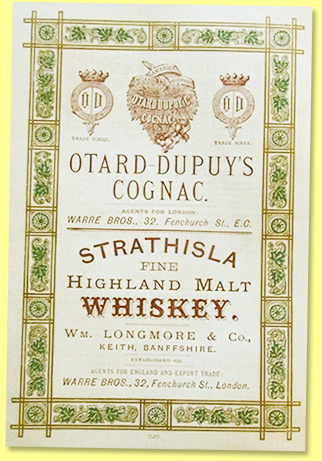 OTARD DUPUY & Co
COGNAC
TRADE MARK.
TRADE MARK.
OTARD-DUPUY'S
COGNAC.
AGENTS FOR LONDON:
WARRE BROS., 32, Fenchurch St., E.C.
STRATHISLA
FINE
HIGHLAND MALT
WHISKEY.
WM. LONGMORE & Co.,
KEITH, BANFFSHIRE.
ESTABLISHED
AGENTS FOR ENGLAND AND EXPORT TRADE:
WARRE BROS., 32, Fenchurch St., London.